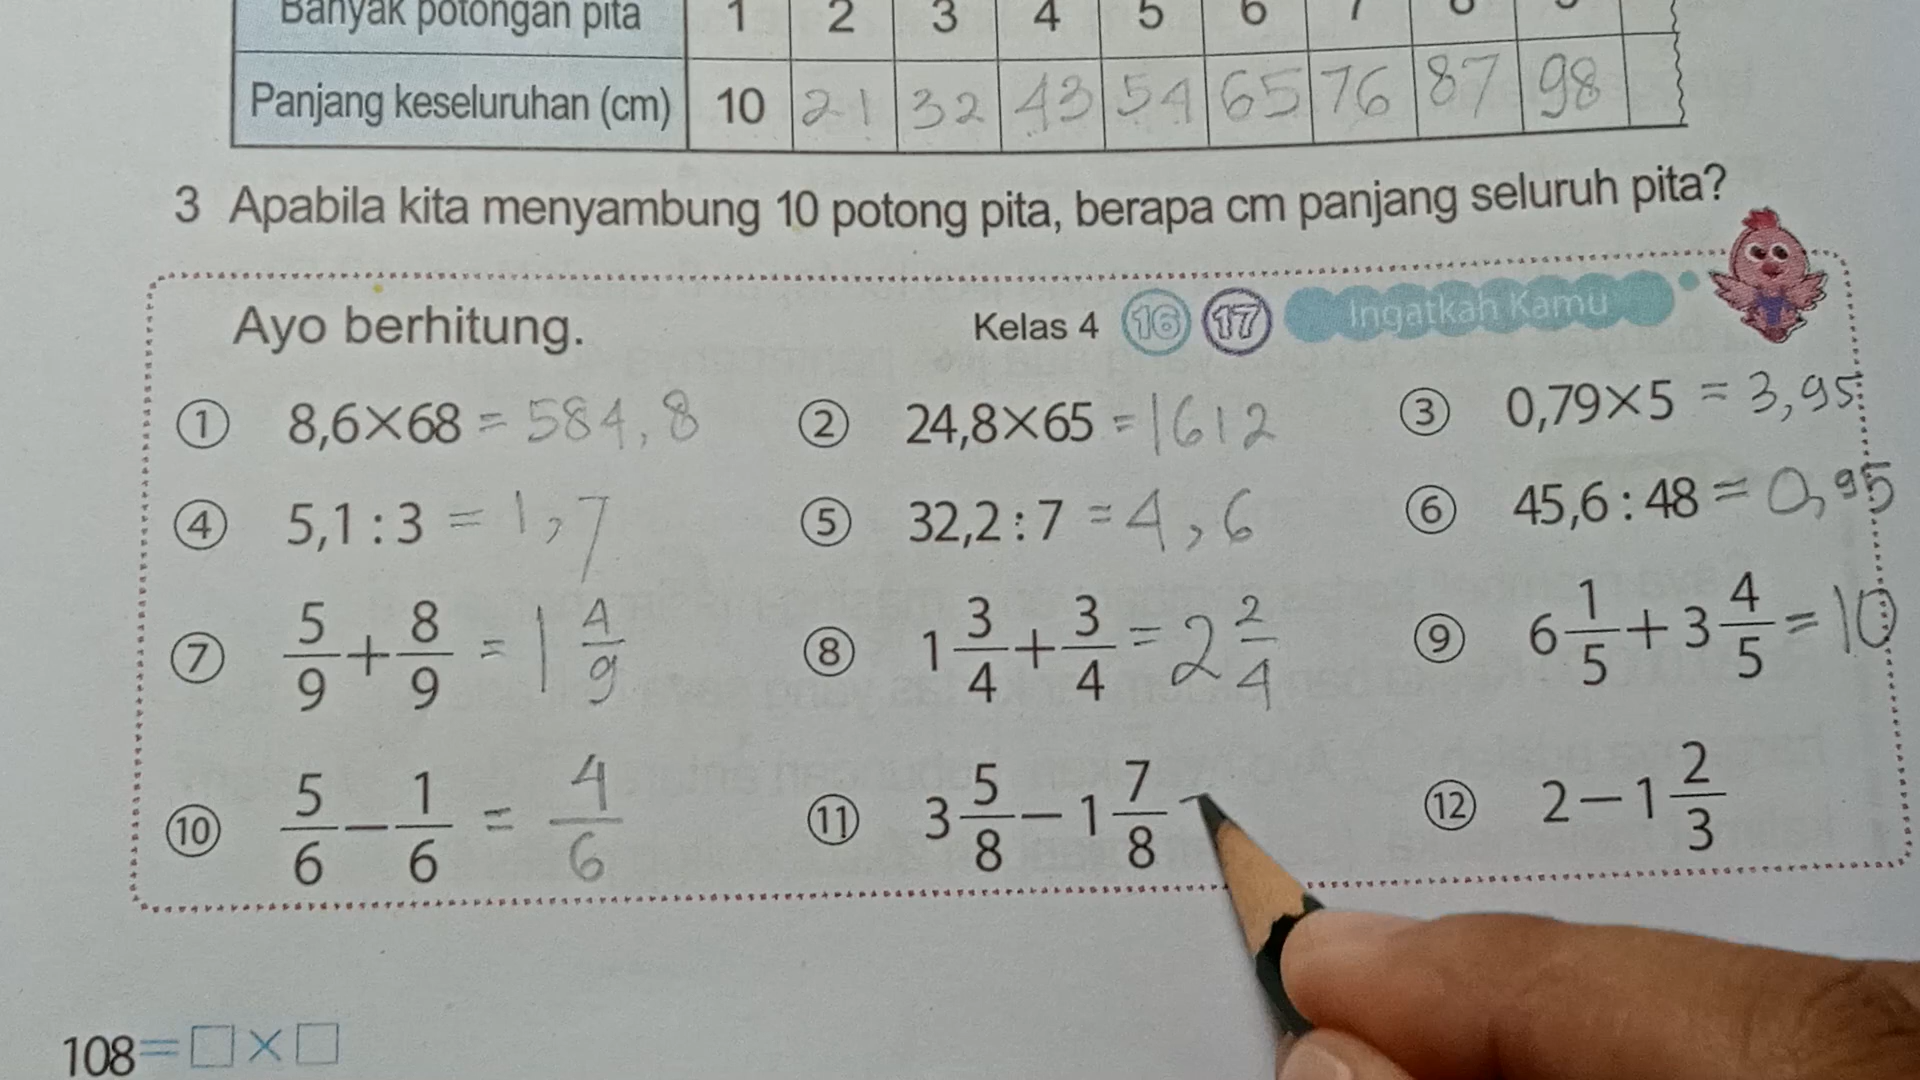 Banyak potongan pita 1 2 3 4 5 6 7 8 9
Panjang keseluruhan (cm) 10 21 32 43 54 65 76 87 98
3 Apabila kita menyambung 10 potong pita, berapa cm panjang seluruh pita?
Ayo berhitung. Kelas 4 16 17 Ingatkah Kamu
① 8,6×68 = 584,8 ② 24,8×65 = 1612 ③ 0,79×5 = 3,95
④ 5,1 : 3 = 1,7 ⑤ 32,2 : 7 = 4,6 ⑥ 45,6 : 48 = 0,95
⑦ 5/9 + 8/9 = 1 4/9 ⑧ 1 3/4 + 3/4 = 2 2/4 ⑨ 6 1/5 + 3 4/5 = 10
⑩ 5/6 − 1/6 = 4/6 ⑪ 3 5/8 − 1 7/8 ⑫ 2 − 1 2/3
108 = □ × □